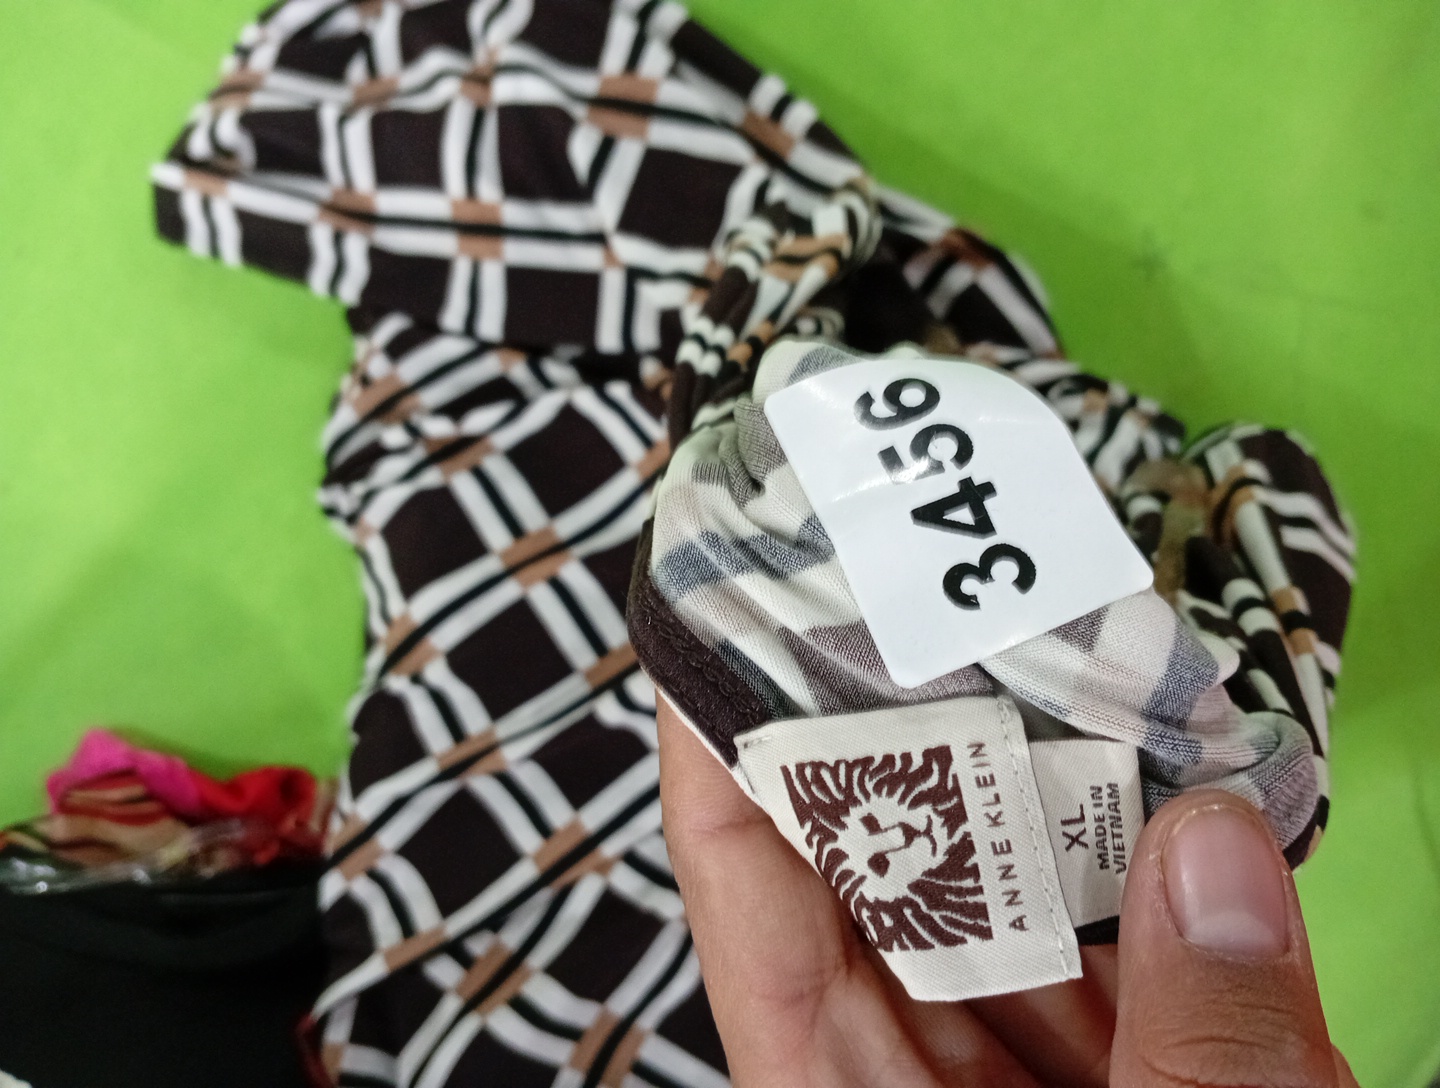 3456
ANNE KLEIN
XL
MADE IN
VIETNAM